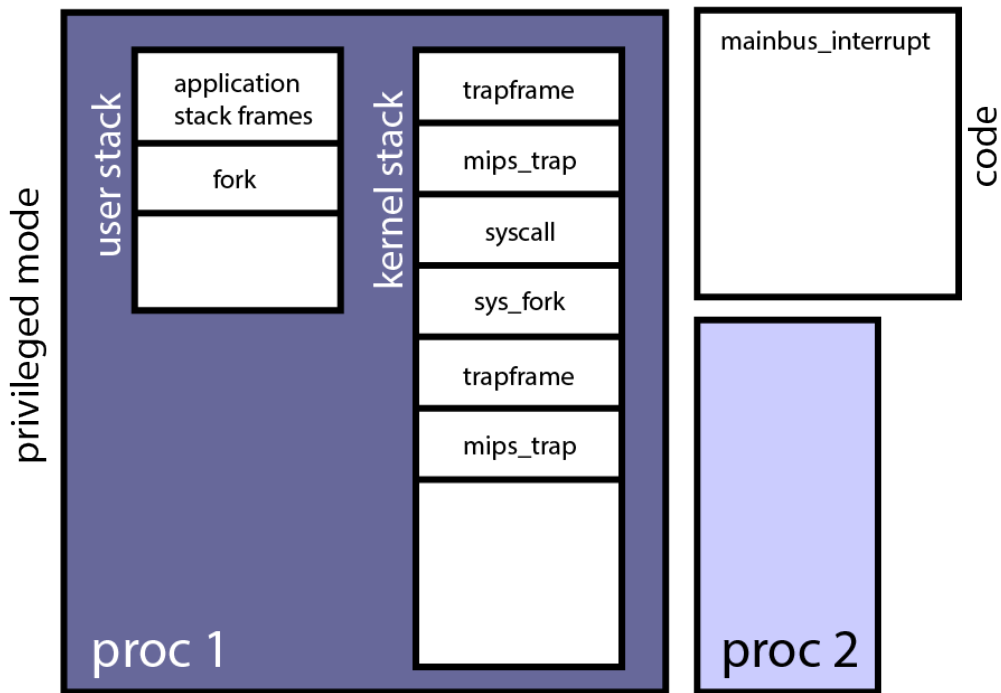 privileged mode
user stack
application
stack frames
fork
kernel stack
trapframe
mips_trap
syscall
sys_fork
trapframe
mips_trap
proc 1
mainbus_interrupt
code
proc 2